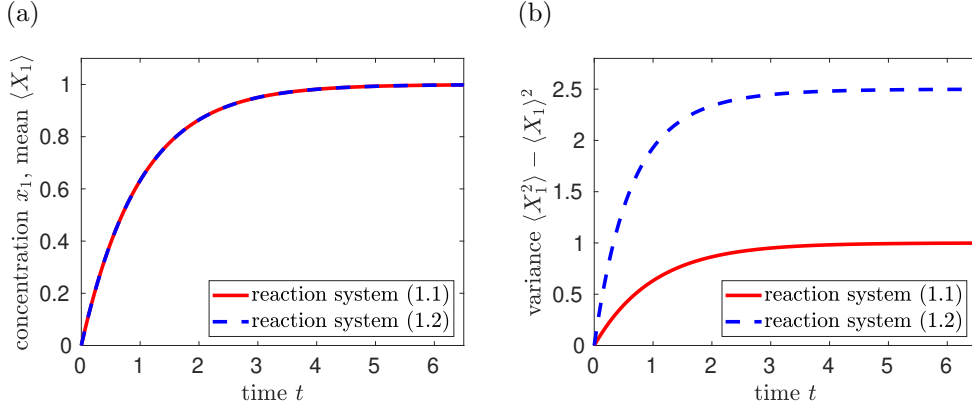 (a)
concentration x₁, mean ⟨X₁⟩
1
0.8
0.6
0.4
0.2
0
0 1 2 3 4 5 6
time t
reaction system (1.1)
reaction system (1.2)
(b)
variance ⟨X₁²⟩ − ⟨X₁⟩²
2.5
2
1.5
1
0.5
0
0 1 2 3 4 5 6
time t
reaction system (1.1)
reaction system (1.2)